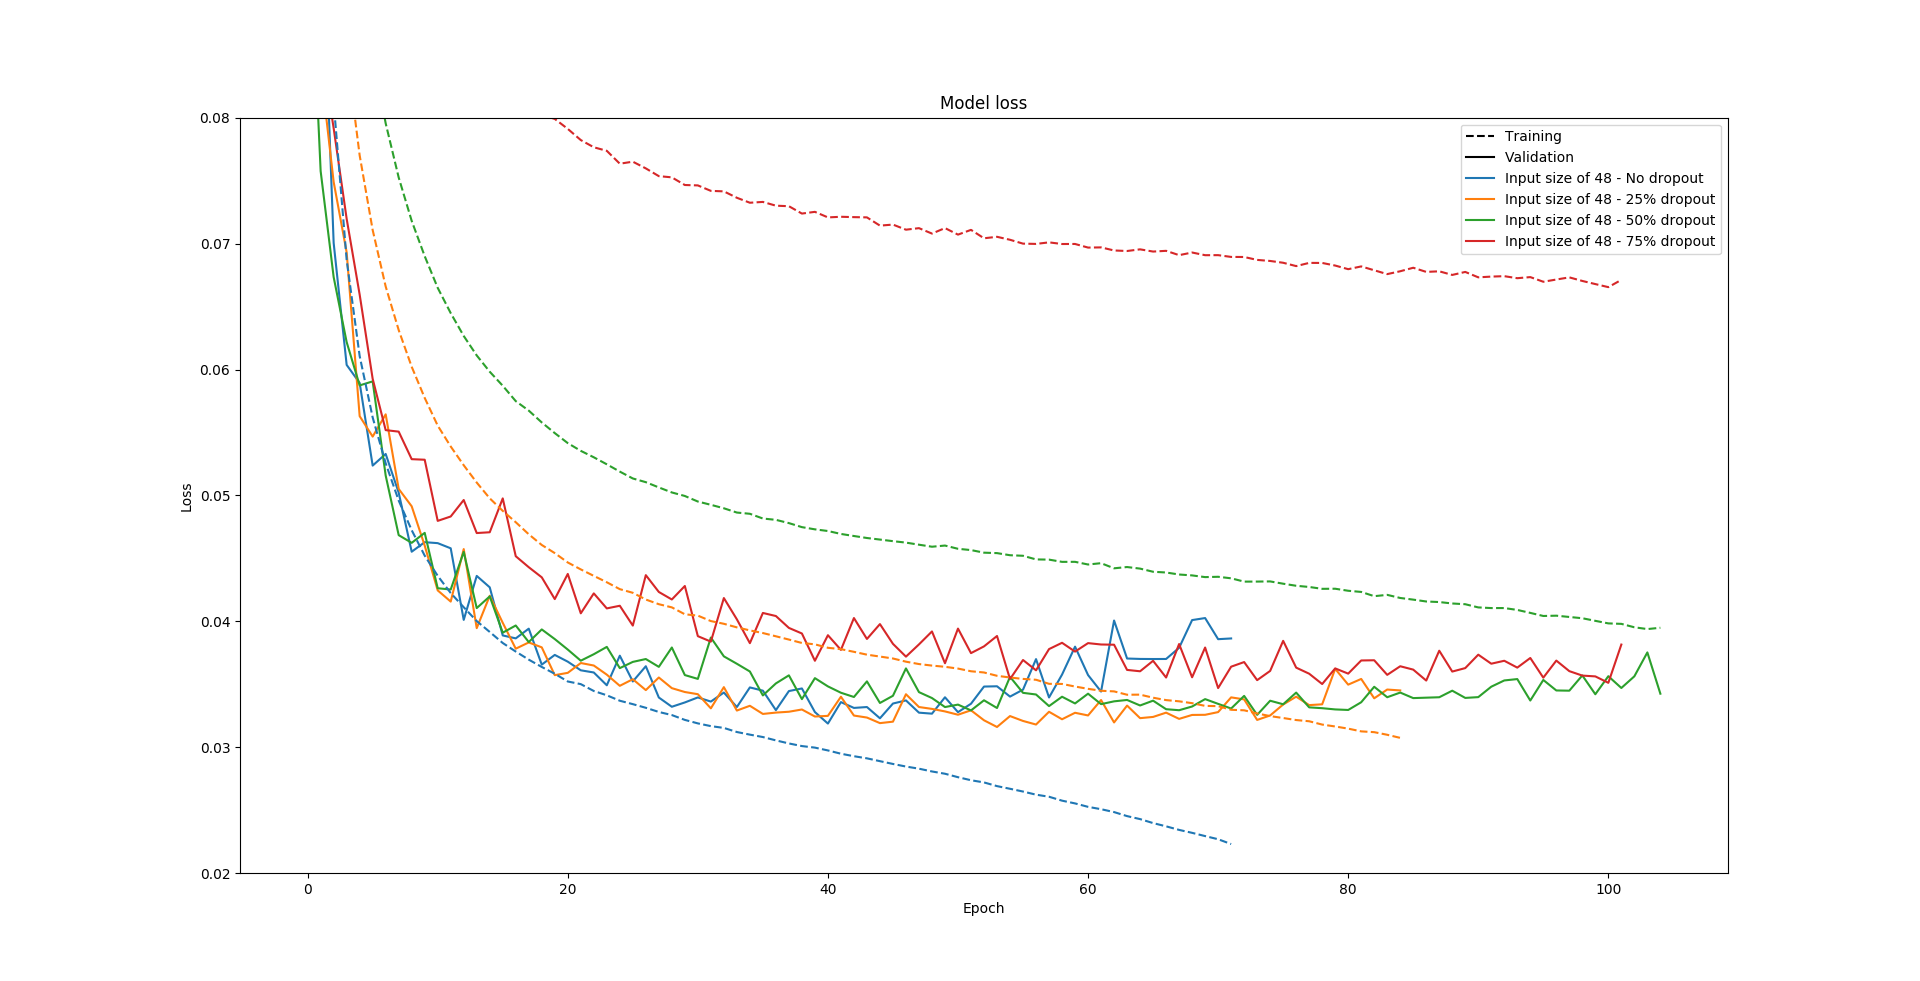 Model loss
0.08
0.07
0.06
0.05
0.04
0.03
0.02
Loss
0
20
40
60
80
100
Epoch
Training
Validation
Input size of 48 - No dropout
Input size of 48 - 25% dropout
Input size of 48 - 50% dropout
Input size of 48 - 75% dropout